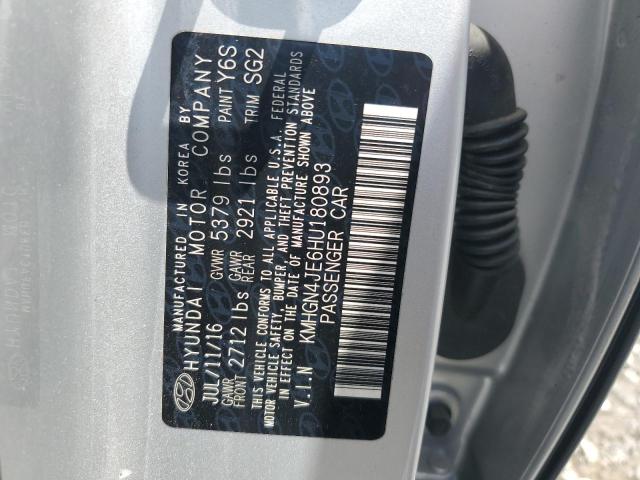 MANUFACTURED IN KOREA BY
HYUNDAI MOTOR COMPANY
JUL/11/16 GVWR 5379 lbs PAINT Y6S
GAWR FRONT 2712 lbs GAWR REAR 2921 lbs TRIM SG2
THIS VEHICLE CONFORMS TO ALL APPLICABLE U.S.A. FEDERAL
MOTOR VEHICLE SAFETY, BUMPER, AND THEFT PREVENTION STANDARDS
IN EFFECT ON THE DATE OF MANUFACTURE SHOWN ABOVE
V.I.N KMHGN4JE6HU180893
PASSENGER CAR